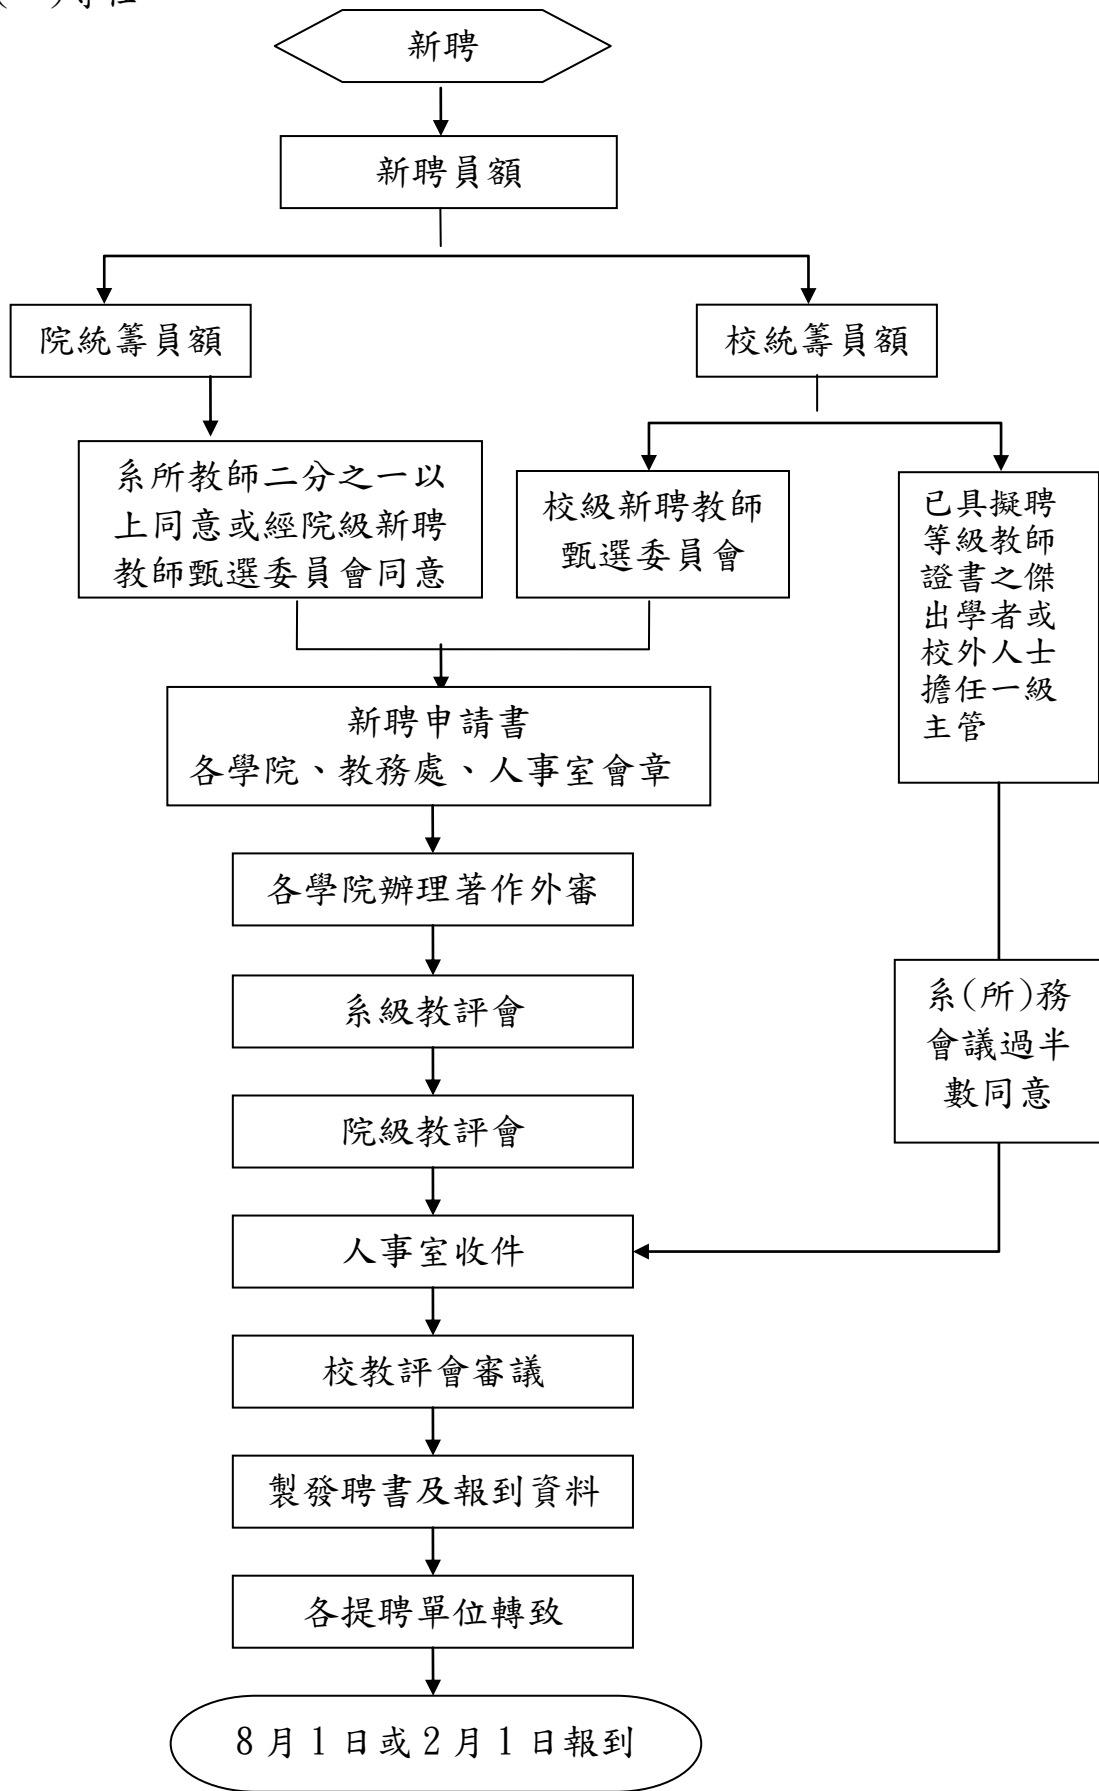 新聘
新聘員額
院統籌員額
校統籌員額
系所教師二分之一以
上同意或經院級新聘
教師甄選委員會同意
校級新聘教師
甄選委員會
已具擬聘
等級教師
證書之傑
出學者或
校外人士
擔任一級
主管
新聘申請書
各學院、教務處、人事室會章
各學院辦理著作外審
系級教評會
系(所)務
會議過半
數同意
院級教評會
人事室收件
校教評會審議
製發聘書及報到資料
各提聘單位轉致
8月1日或2月1日報到